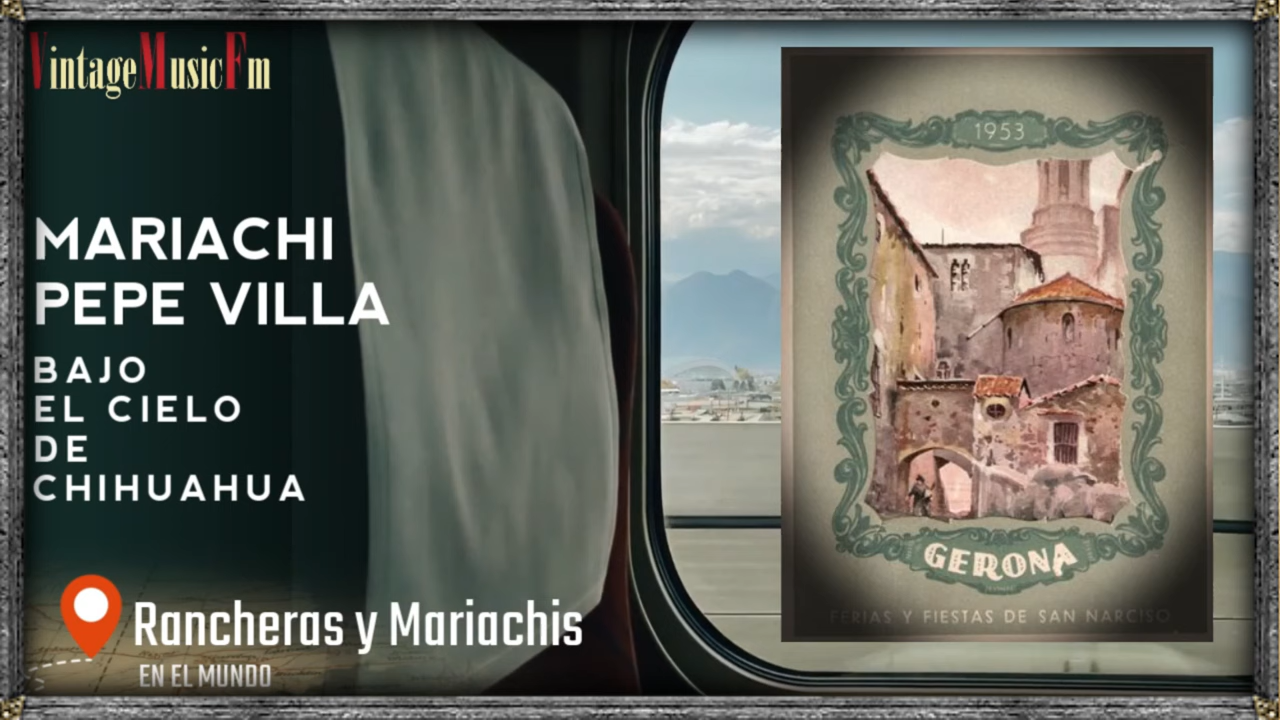 VintageMusicFm
MARIACHI
PEPE VILLA
BAJO
EL CIELO
DE
CHIHUAHUA
Rancheras y Mariachis
EN EL MUNDO
1953
GERONA
FERIAS Y FIESTAS DE SAN NARCISO